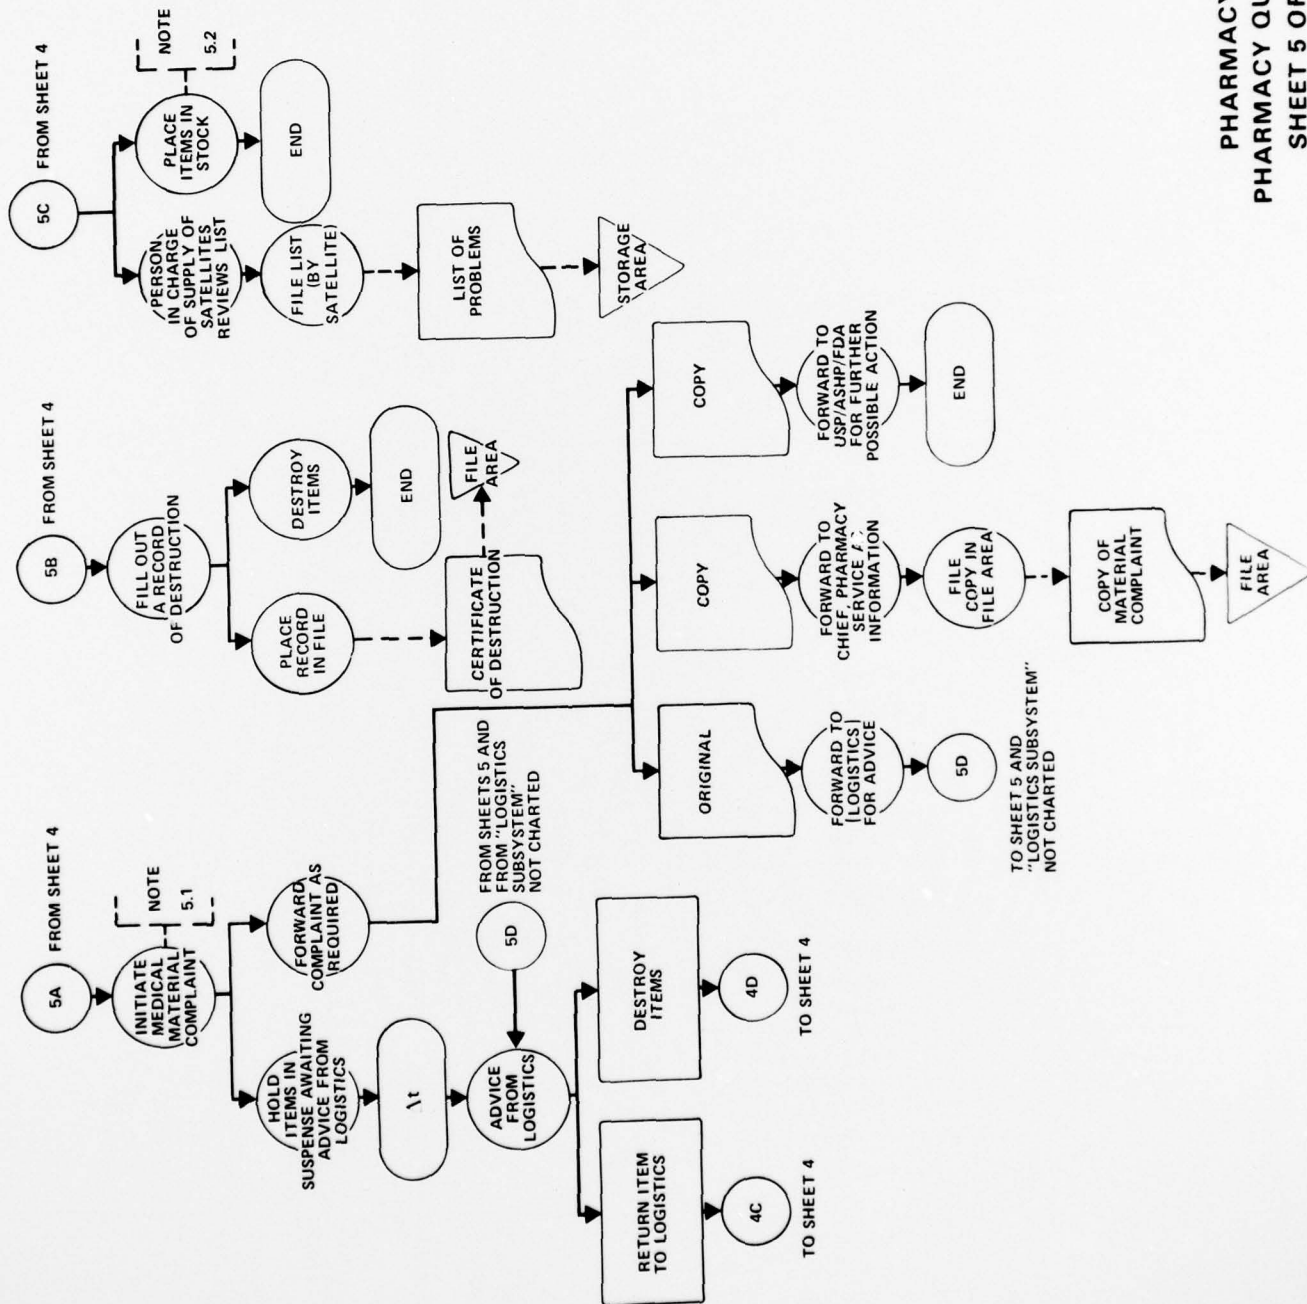 5A
FROM SHEET 4
INITIATE
MEDICAL
MATERIAL
COMPLAINT
NOTE
5.1
HOLD
ITEMS IN
SUSPENSE AWAITING
ADVICE FROM
LOGISTICS
FORWARD
COMPLAINT AS
REQUIRED
Δt
ADVICE
FROM
LOGISTICS
5D
FROM SHEETS 5 AND
FROM "LOGISTICS
SUBSYSTEM"
NOT CHARTED
RETURN ITEM
TO LOGISTICS
DESTROY
ITEMS
4C
TO SHEET 4
4D
TO SHEET 4
5B
FROM SHEET 4
FILL OUT
A RECORD
OF DESTRUCTION
PLACE
RECORD
IN FILE
DESTROY
ITEMS
END
CERTIFICATE
OF DESTRUCTION
FILE
AREA
ORIGINAL
FORWARD TO
(LOGISTICS)
FOR ADVICE
5D
TO SHEET 5 AND
"LOGISTICS SUBSYSTEM"
NOT CHARTED
COPY
FORWARD TO
CHIEF, PHARMACY
SERVICE AS
INFORMATION
FILE
COPY IN
FILE AREA
COPY OF
MATERIAL
COMPLAINT
FILE
AREA
COPY
FORWARD TO
USP/ASHP/FDA
FOR FURTHER
POSSIBLE ACTION
END
5C
FROM SHEET 4
PERSON
IN CHARGE
OF SUPPLY OF
SATELLITES
REVIEWS LIST
PLACE
ITEMS IN
STOCK
NOTE
5.2
END
FILE LIST
(BY
SATELLITE)
LIST OF
PROBLEMS
STORAGE
AREA
PHARMACY
PHARMACY QU
SHEET 5 OF